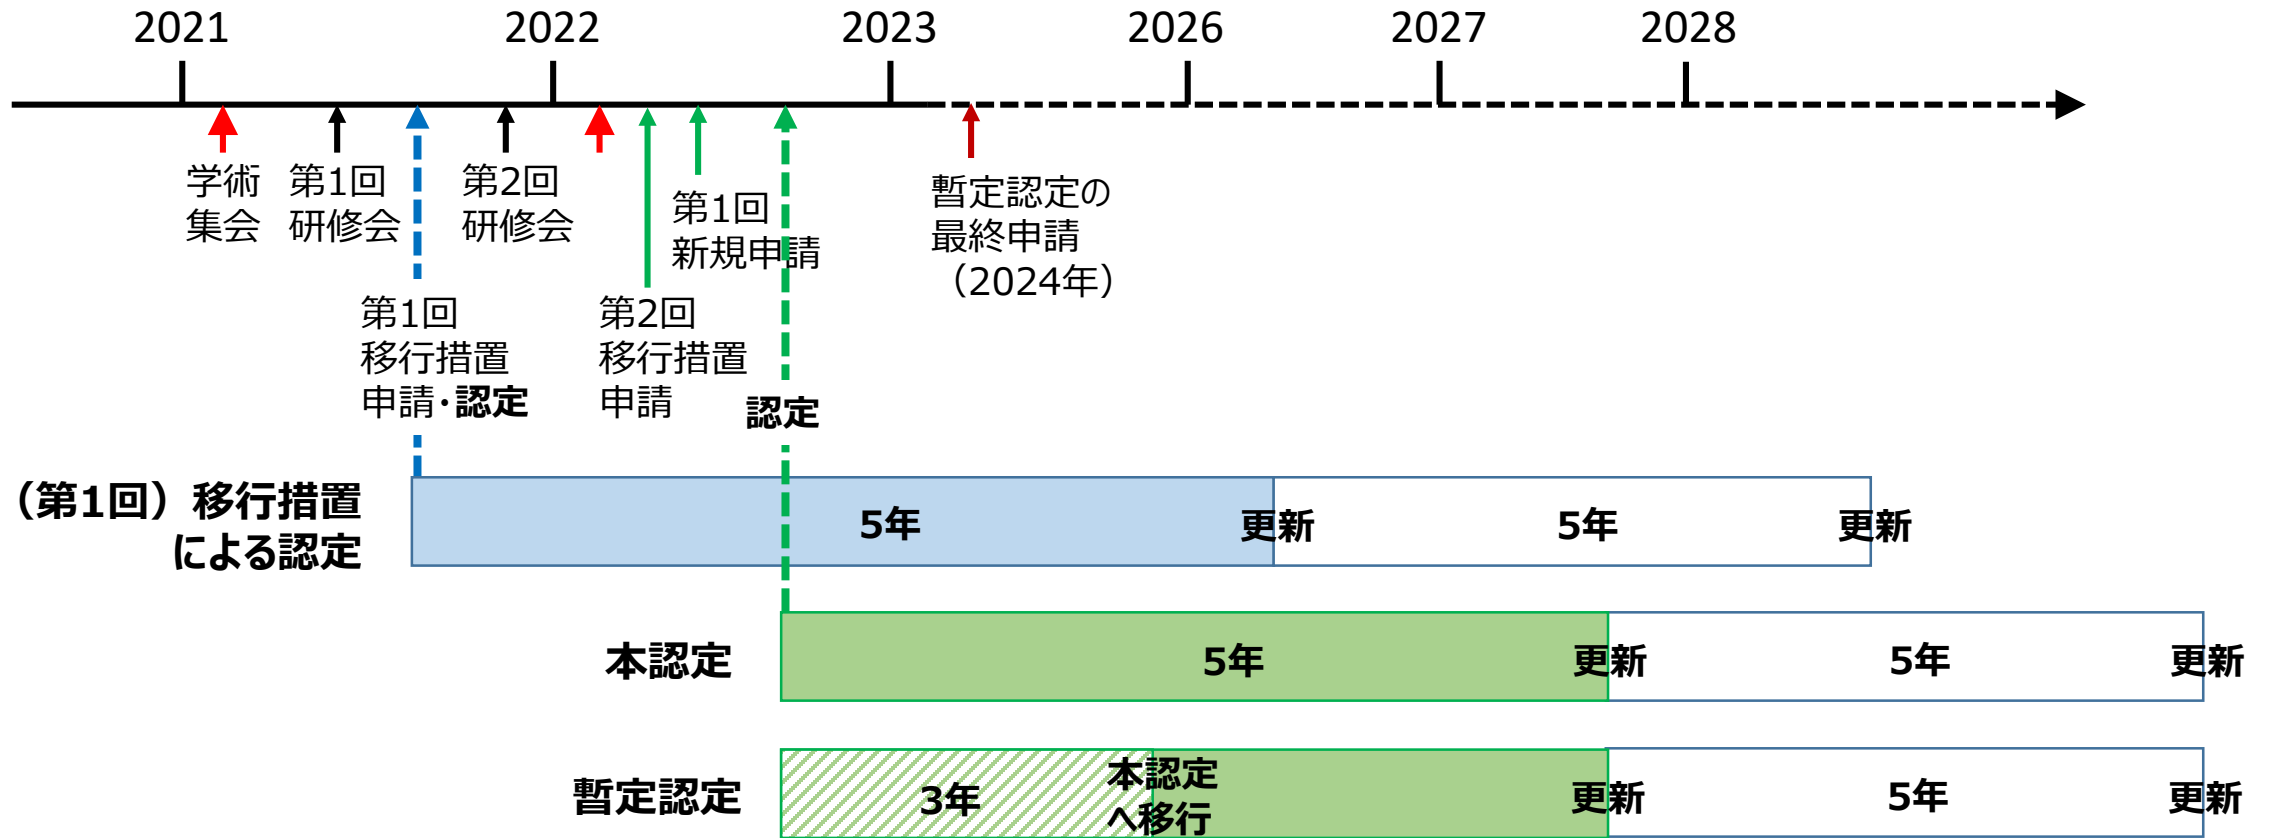 2021
2022
2023
2026
2027
2028
学術
集会
第1回
研修会
第2回
研修会
第1回
新規申請
暫定認定の
最終申請
（2024年）
第1回
移行措置
申請・認定
第2回
移行措置
申請
認定
（第1回）移行措置
による認定
5年
更新
5年
更新
本認定
5年
更新
5年
更新
暫定認定
3年
本認定
へ移行
更新
5年
更新